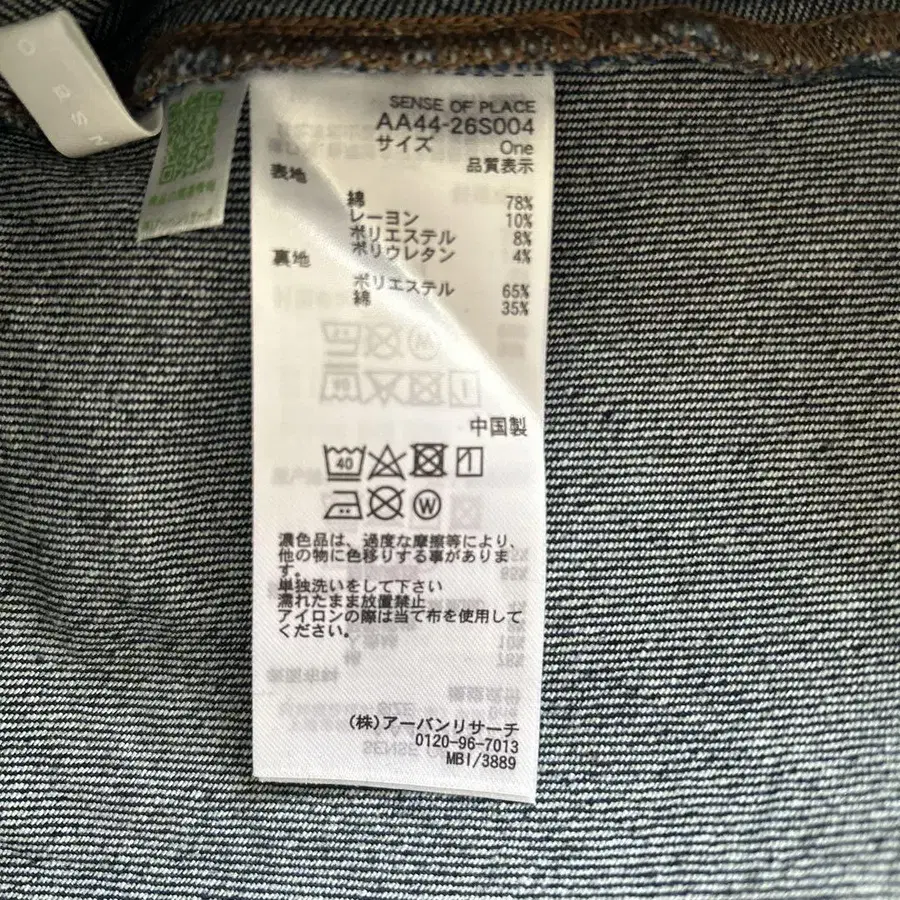 SENSE OF PLACE
AA44-26S004
サイズ One
品質表示
表地
綿 78%
レーヨン 10%
ポリエステル 8%
ポリウレタン 4%
裏地
ポリエステル 65%
綿 35%
中国製
40
W
濃色品は、過度な摩擦等により、
他の物に色移りする事がありま
す。
単独洗いをして下さい
濡れたまま放置禁止
アイロンの際は当て布を使用して
ください。
(株)アーバンリサーチ
0120-96-7013
MBI/3889